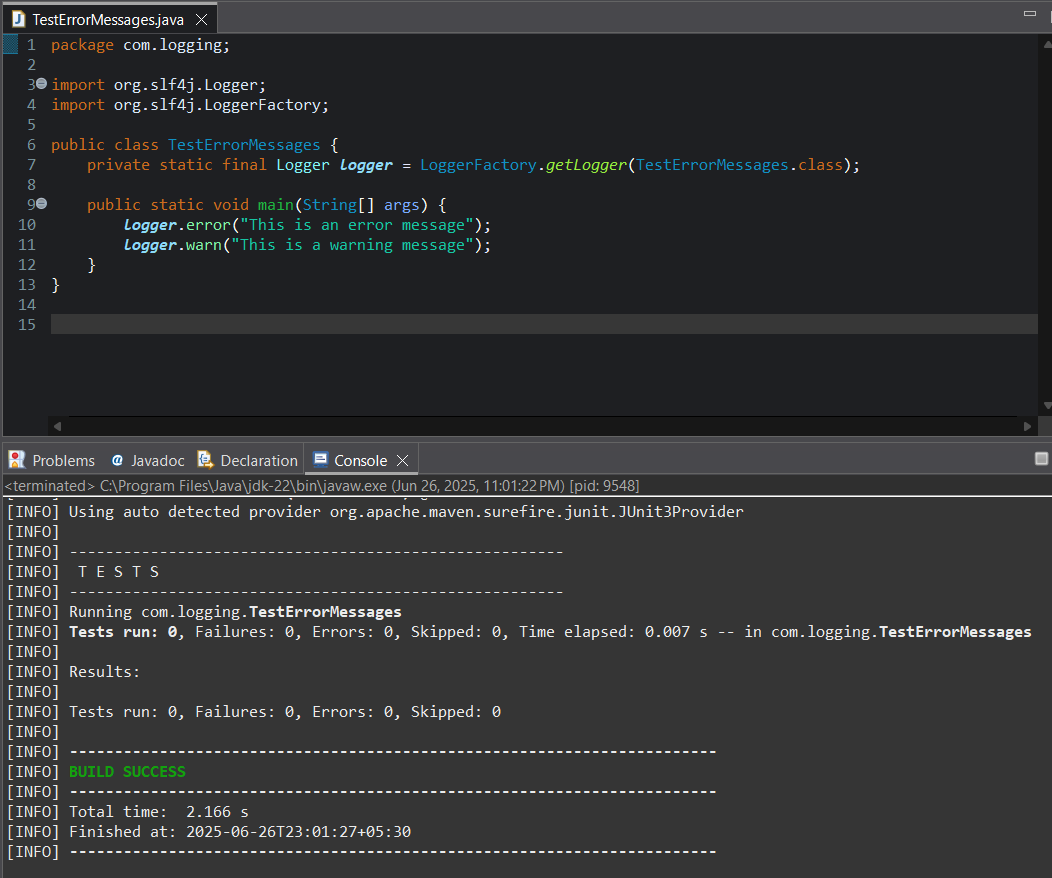 TestErrorMessages.java
1 package com.logging;
2
3 import org.slf4j.Logger;
4 import org.slf4j.LoggerFactory;
5
6 public class TestErrorMessages {
7     private static final Logger logger = LoggerFactory.getLogger(TestErrorMessages.class);
8
9     public static void main(String[] args) {
10         logger.error("This is an error message");
11         logger.warn("This is a warning message");
12     }
13 }
14
15
Problems @ Javadoc Declaration Console
<terminated> C:\Program Files\Java\jdk-22\bin\javaw.exe (Jun 26, 2025, 11:01:22 PM) [pid: 9548]
[INFO] Using auto detected provider org.apache.maven.surefire.junit.JUnit3Provider
[INFO]
[INFO] -------------------------------------------------------
[INFO]  T E S T S
[INFO] -------------------------------------------------------
[INFO] Running com.logging.TestErrorMessages
[INFO] Tests run: 0, Failures: 0, Errors: 0, Skipped: 0, Time elapsed: 0.007 s -- in com.logging.TestErrorMessages
[INFO]
[INFO] Results:
[INFO]
[INFO] Tests run: 0, Failures: 0, Errors: 0, Skipped: 0
[INFO]
[INFO] ------------------------------------------------------------------------
[INFO] BUILD SUCCESS
[INFO] ------------------------------------------------------------------------
[INFO] Total time:  2.166 s
[INFO] Finished at: 2025-06-26T23:01:27+05:30
[INFO] ------------------------------------------------------------------------